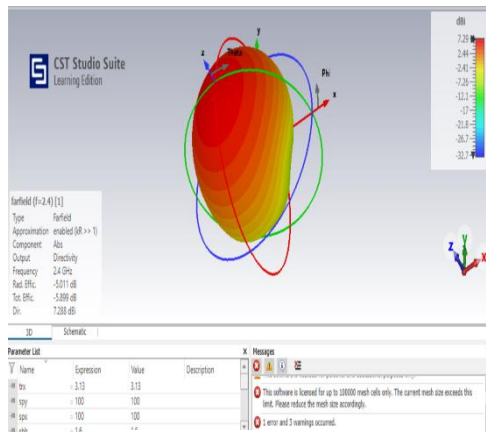 dBi
7.29
2.44
-2.41
-7.26
-12.1
-17
-21.8
-26.7
-32.7
CST Studio Suite
Learning Edition
z
Theta
y
Phi
x
farfield (f=2.4) [1]
Type Farfield
Approximation enabled (kR >> 1)
Component Abs
Output Directivity
Frequency 2.4 GHz
Rad. Effic. -5.011 dB
Tot. Effic. -5.899 dB
Dir. 7.288 dBi
Z Y X
3D Schematic
Parameter List
Name Expression Value Description
trx = 3.13 3.13
spy = 100 100
spx = 100 100
= 1.6 1.6
Messages
This software is licensed for up to 100000 mesh cells only. The current mesh size exceeds this
limit. Please reduce the mesh size accordingly.
1 error and 3 warnings occurred.